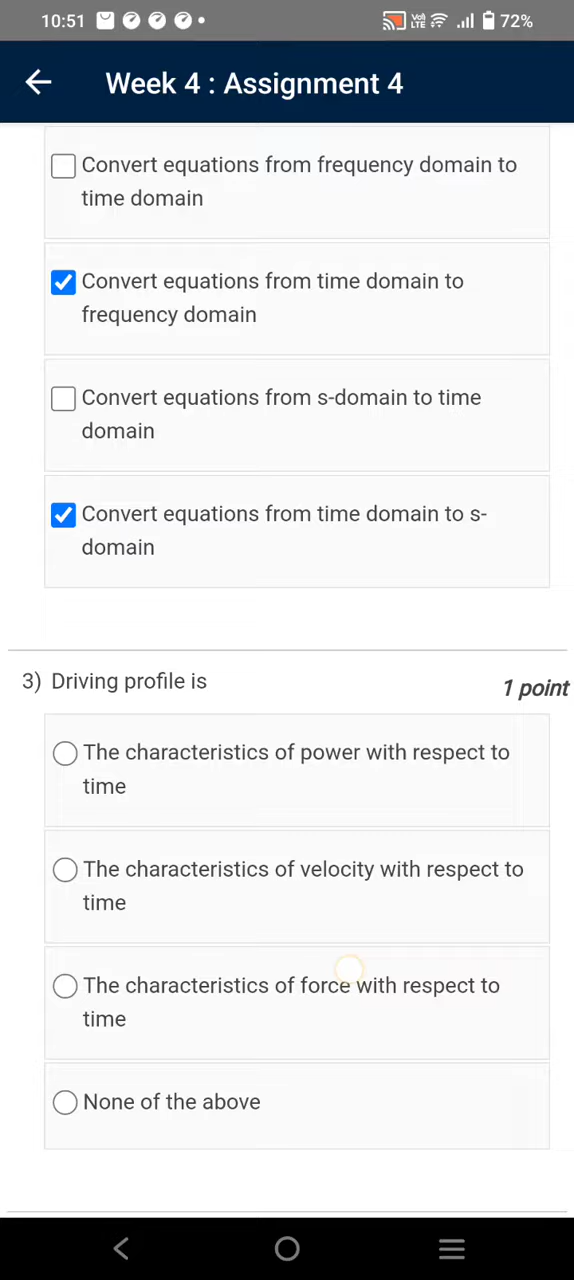 10:51
Vo)
LTE
72%
Week 4 : Assignment 4
Convert equations from frequency domain to
time domain
Convert equations from time domain to
frequency domain
Convert equations from s-domain to time
domain
Convert equations from time domain to s-
domain
3) Driving profile is
1 point
The characteristics of power with respect to
time
The characteristics of velocity with respect to
time
The characteristics of force with respect to
time
None of the above